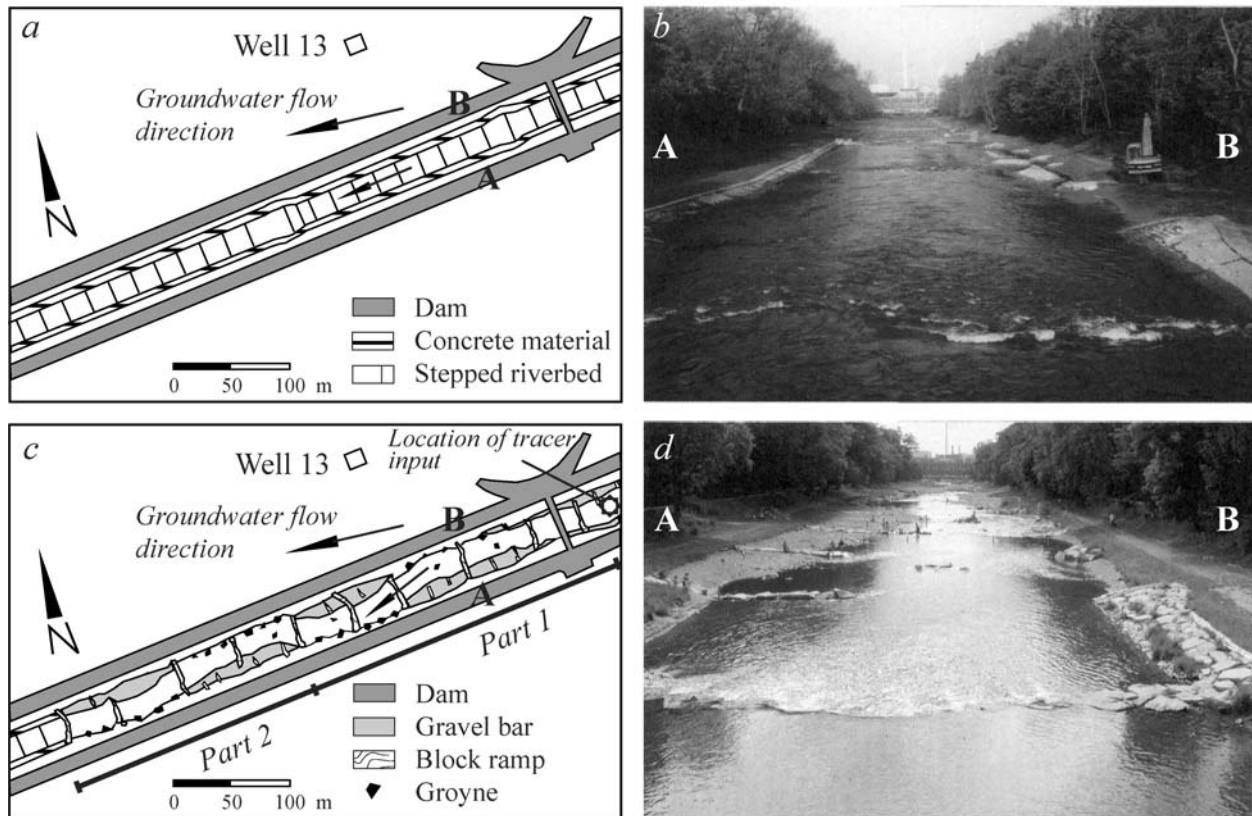 a
Well 13
Groundwater flow
direction
B
A
N
Dam
Concrete material
Stepped riverbed
0 50 100 m
b
A
B
c
Location of tracer
input
Well 13
Groundwater flow
direction
B
A
N
Part 1
Part 2
Dam
Gravel bar
Block ramp
Groyne
0 50 100 m
d
A
B